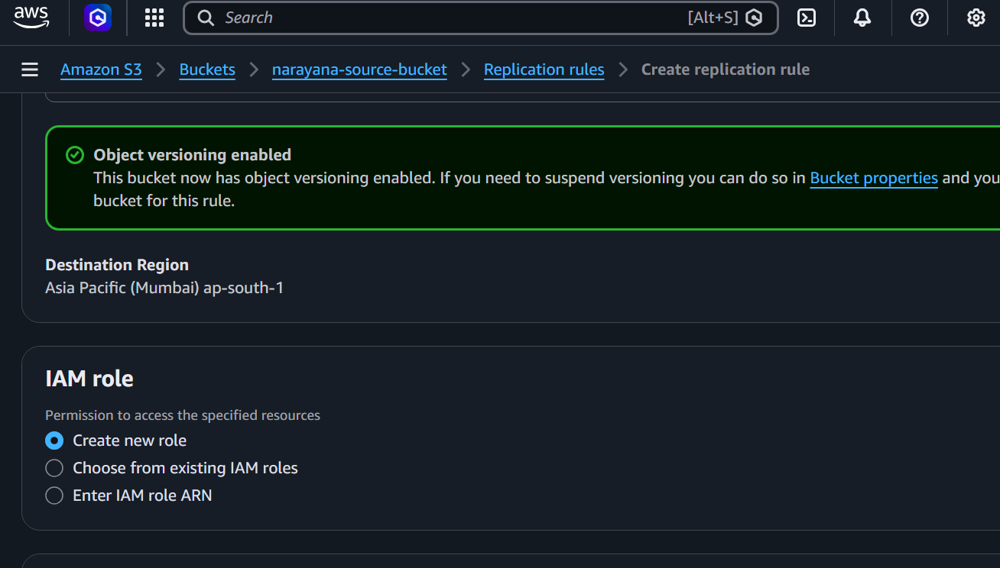 aws
Search [Alt+S]
Amazon S3 > Buckets > narayana-source-bucket > Replication rules > Create replication rule
Object versioning enabled
This bucket now has object versioning enabled. If you need to suspend versioning you can do so in Bucket properties and you
bucket for this rule.
Destination Region
Asia Pacific (Mumbai) ap-south-1
IAM role
Permission to access the specified resources
Create new role
Choose from existing IAM roles
Enter IAM role ARN